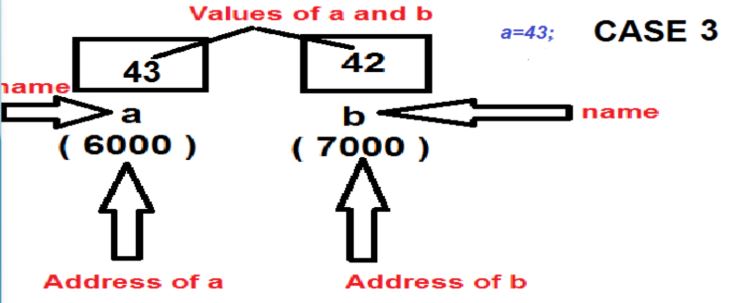 Values of a and b
a=43; CASE 3
43 42
name
a b name
( 6000 ) ( 7000 )
Address of a Address of b